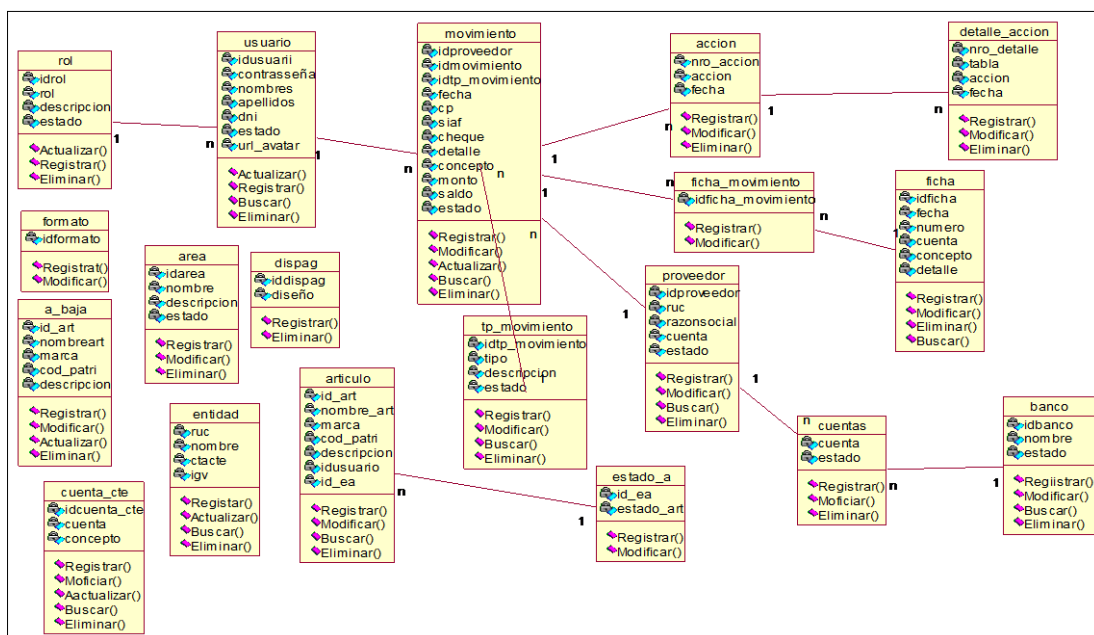 rol
idrol
rol
descripcion
estado
Actualizar()
Registrar()
Eliminar()
1
n
usuario
idusuarii
contrasseña
nombres
apellidos
dni
estado
url_avatar
Actualizar()
Registrar()
Buscar()
Eliminar()
1
n
movimiento
idproveedor
idmovimiento
idtp_movimiento
fecha
cp
siaf
cheque
detalle
concepto
monto
saldo
estado
Registrar()
Modificar()
Actualizar()
Buscar()
Eliminar()
n
1
1
n
accion
nro_accion
accion
fecha
Registrar()
Modificar()
Eliminar()
n
1
detalle_accion
nro_detalle
tabla
accion
fecha
Registrar()
Modificar()
Eliminar()
n
ficha_movimiento
idficha_movimiento
Registrar()
Modificar()
n
n
ficha
idficha
fecha
numero
cuenta
concepto
detalle
Registrar()
Modificar()
Eliminar()
Buscar()
1
formato
idformato
Registrat()
Modificar()
area
idarea
nombre
descripcion
estado
Registrar()
Modificar()
Eliminar()
dispag
iddispag
diseño
Registrar()
Eliminar()
a_baja
id_art
nombreart
marca
cod_patri
descripcion
Registrar()
Modificar()
Actualizar()
Eliminar()
tp_movimiento
idtp_movimiento
tipo
descripcion
estado
Registrar()
Modificar()
Buscar()
Eliminar()
proveedor
idproveedor
ruc
razonsocial
cuenta
estado
Registrar()
Modificar()
Buscar()
Eliminar()
1
1
entidad
ruc
nombre
ctacte
igv
Registar()
Actualizar()
Buscar()
Eliminar()
articulo
id_art
nombre_art
marca
cod_patri
descripcion
idusuario
id_ea
Registrar()
Modificar()
Buscar()
Eliminar()
n
1
estado_a
id_ea
estado_art
Registrar()
Modificar()
n
cuentas
cuenta
estado
Registrar()
Moficiar()
Eliminar()
n
1
banco
idbanco
nombre
estado
Regiistrar()
Modificar()
Buscar()
Eliminar()
cuenta_cte
idcuenta_cte
cuenta
concepto
Registrar()
Moficiar()
Aactualizar()
Buscar()
Eliminar()